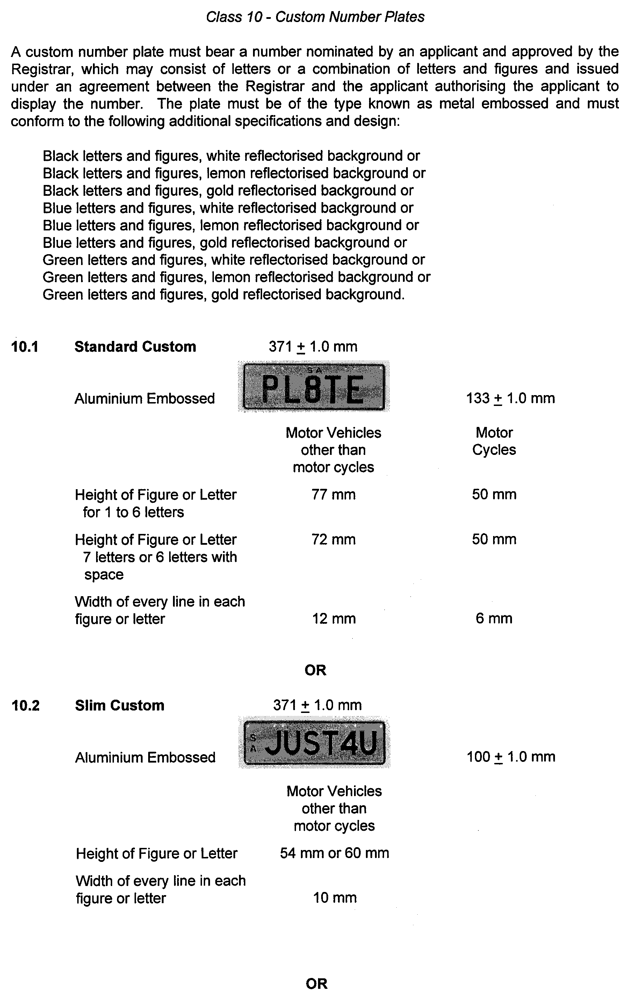 Class 10 - Custom Number Plates
A custom number plate must bear a number nominated by an applicant and approved by the
Registrar, which may consist of letters or a combination of letters and figures and issued
under an agreement between the Registrar and the applicant authorising the applicant to
display the number. The plate must be of the type known as metal embossed and must
conform to the following additional specifications and design:
Black letters and figures, white reflectorised background or
Black letters and figures, lemon reflectorised background or
Black letters and figures, gold reflectorised background or
Blue letters and figures, white reflectorised background or
Blue letters and figures, lemon reflectorised background or
Blue letters and figures, gold reflectorised background or
Green letters and figures, white reflectorised background or
Green letters and figures, lemon reflectorised background or
Green letters and figures, gold reflectorised background.
10.1 Standard Custom 371 ± 1.0 mm
SA
PL8TE
Aluminium Embossed 133 ± 1.0 mm
Motor Vehicles Motor
other than Cycles
motor cycles
Height of Figure or Letter 77 mm 50 mm
for 1 to 6 letters
Height of Figure or Letter 72 mm 50 mm
7 letters or 6 letters with
space
Width of every line in each
figure or letter 12 mm 6 mm
OR
10.2 Slim Custom 371 ± 1.0 mm
SA JUST4U
Aluminium Embossed 100 ± 1.0 mm
Motor Vehicles
other than
motor cycles
Height of Figure or Letter 54 mm or 60 mm
Width of every line in each
figure or letter 10 mm
OR